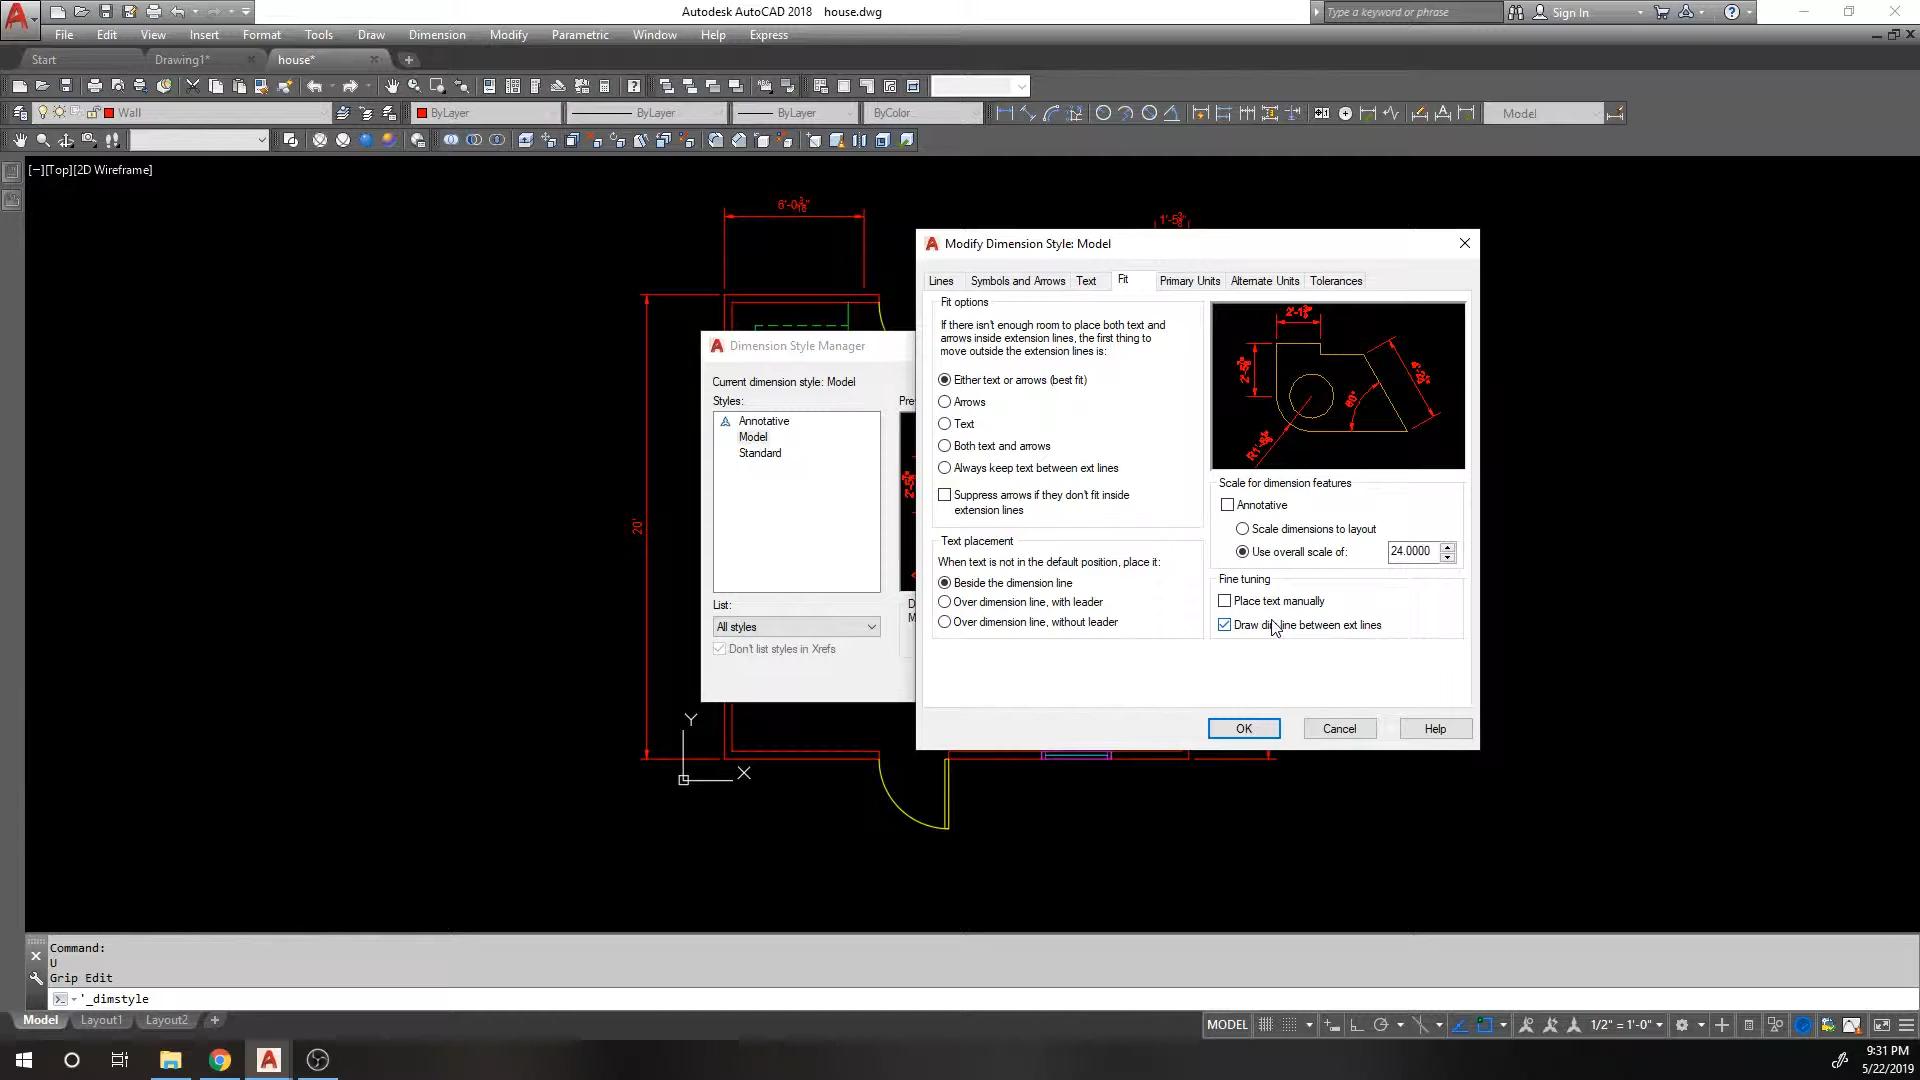 Autodesk AutoCAD 2018 house.dwg
Type a keyword or phrase
Sign In
File Edit View Insert Format Tools Draw Dimension Modify Parametric Window Help Express
Start Drawing1* house*
Wall ByLayer ByLayer ByLayer ByColor Model
[−][Top][2D Wireframe]
20'
Y
X
Dimension Style Manager
Current dimension style: Model
Styles:
Annotative
Model
Standard
List:
All styles
Don't list styles in Xrefs
Modify Dimension Style: Model
Lines Symbols and Arrows Text Fit Primary Units Alternate Units Tolerances
Fit options
If there isn't enough room to place both text and
arrows inside extension lines, the first thing to
move outside the extension lines is:
Either text or arrows (best fit)
Arrows
Text
Both text and arrows
Always keep text between ext lines
Suppress arrows if they don't fit inside
extension lines
Text placement
When text is not in the default position, place it:
Beside the dimension line
Over dimension line, with leader
Over dimension line, without leader
60°
Scale for dimension features
Annotative
Scale dimensions to layout
Use overall scale of: 24.0000
Fine tuning
Place text manually
between ext lines
OK Cancel Help
Command:
U
Grip Edit
'_dimstyle
Model Layout1 Layout2
MODEL 1/2" = 1'-0"
9:31 PM
5/22/2019